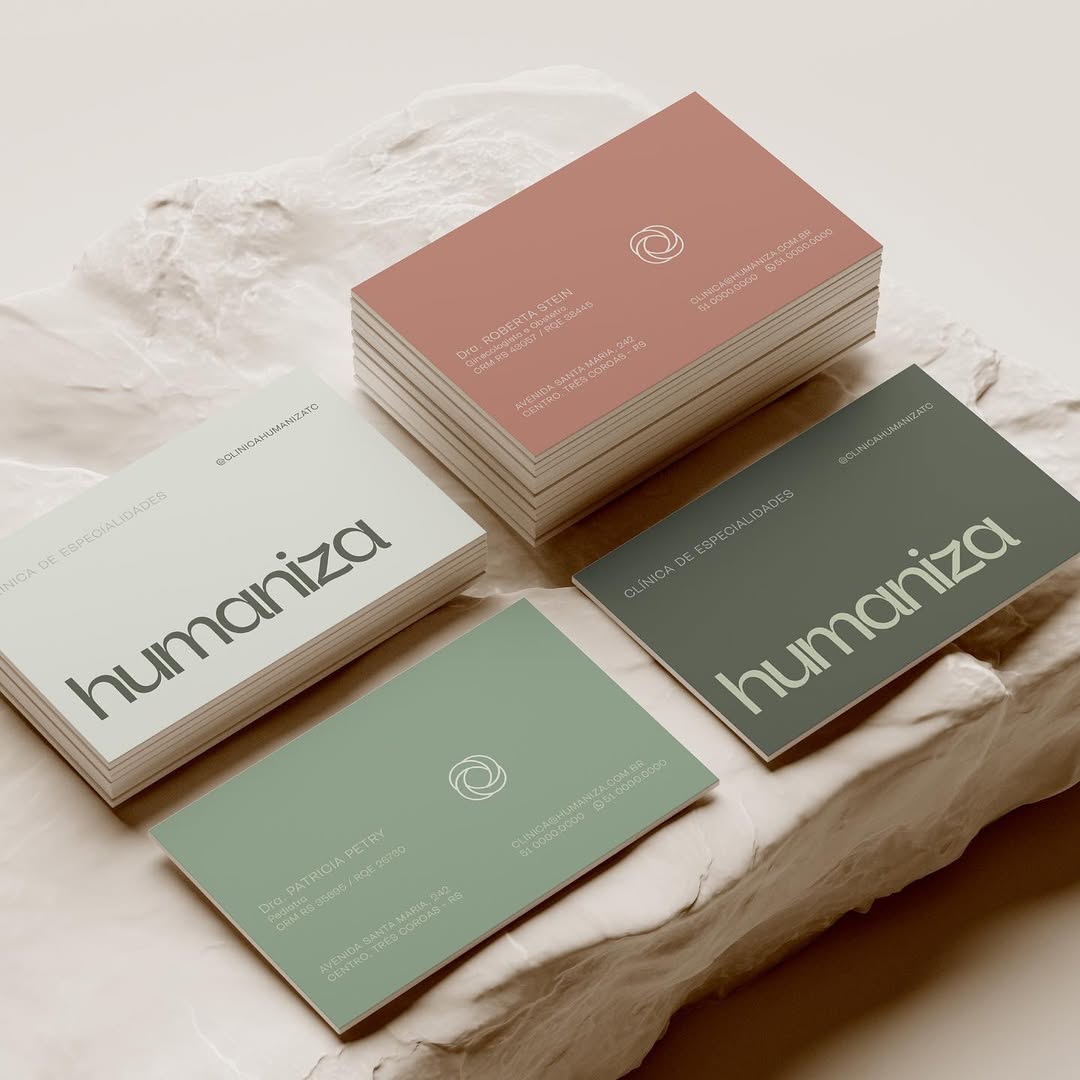 Dra. ROBERTA STEIN
Ginecologista e Obstetra
CRM RS 43057 / RQE 38445
AVENIDA SANTA MARIA, 242
CENTRO, TRÊS COROAS - RS
CLINICA@HUMANIZA.COM.BR
51 0000.0000 51 0000.0000
CLÍNICA DE ESPECIALIDADES
@CLINICAHUMANIZATC
humaniza
CLÍNICA DE ESPECIALIDADES
@CLINICAHUMANIZATC
humaniza
Dra. PATRICIA PETRY
Pediatra
CRM RS 35695 / RQE 26730
AVENIDA SANTA MARIA, 242
CENTRO, TRÊS COROAS - RS
CLINICA@HUMANIZA.COM.BR
51 0000.0000 51 0000.0000